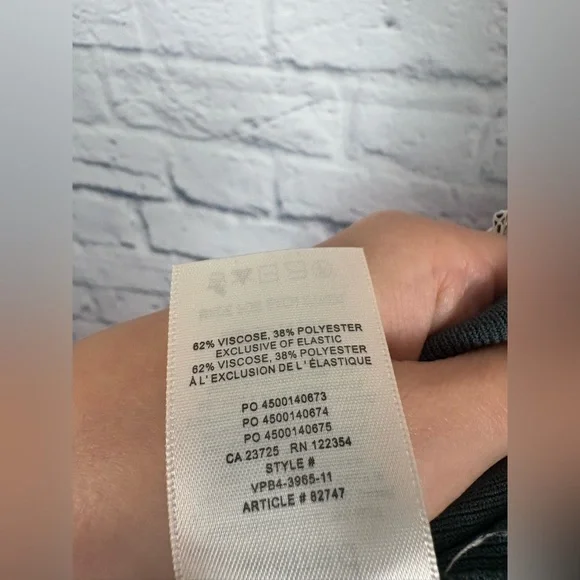 62% VISCOSE, 38% POLYESTER
EXCLUSIVE OF ELASTIC
62% VISCOSE, 38% POLYESTER
À L' EXCLUSION DE L' ÉLASTIQUE
PO 4500140673
PO 4500140674
PO 4500140675
CA 23725 RN 122354
STYLE #
VPB4-3965-11
ARTICLE # 82747